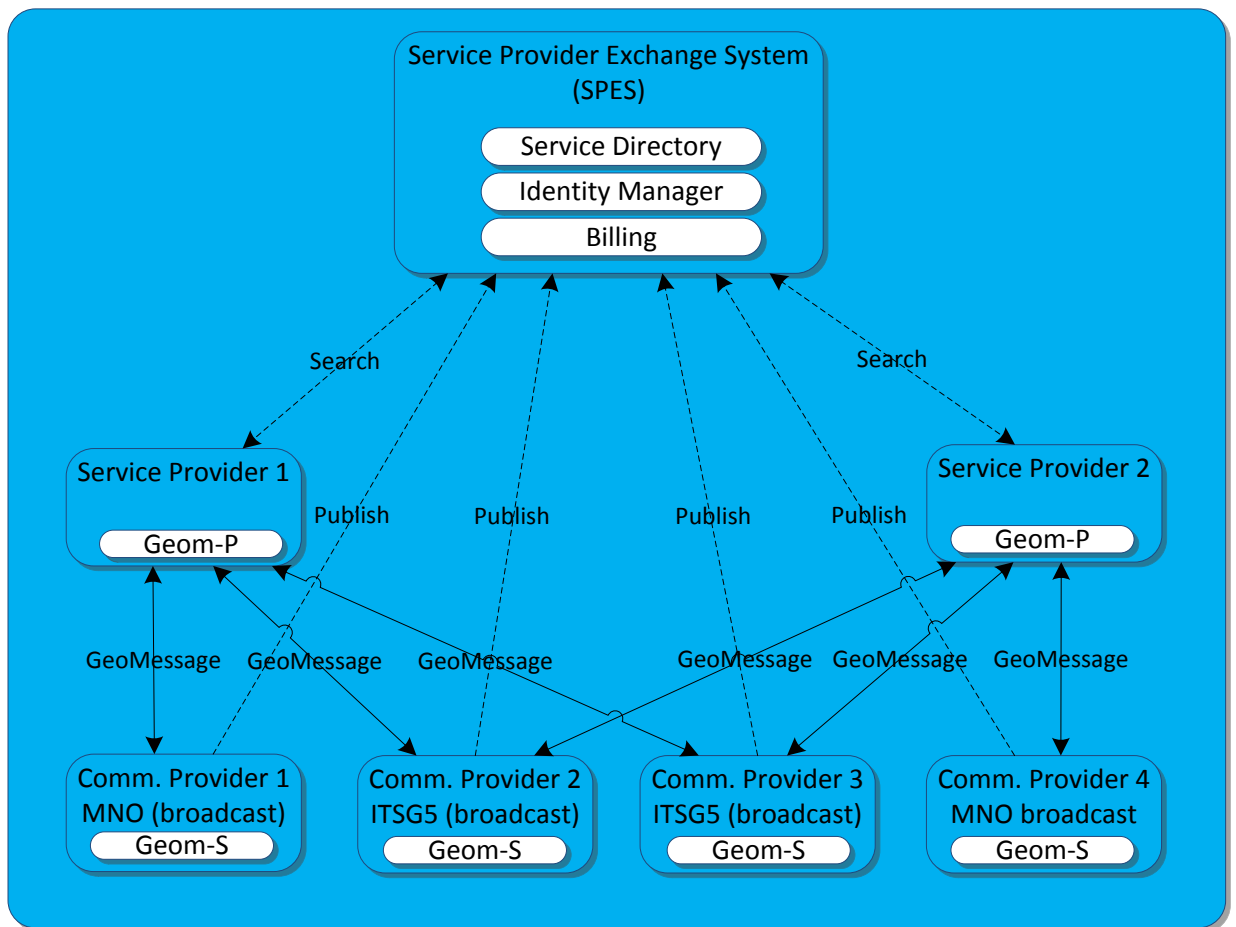 Service Provider Exchange System
(SPES)
Service Directory
Identity Manager
Billing
Search
Search
Service Provider 1
Geom-P
Service Provider 2
Geom-P
Publish
Publish
Publish
Publish
GeoMessage
GeoMessage
GeoMessage
GeoMessage
GeoMessage
GeoMessage
Comm. Provider 1
MNO (broadcast)
Geom-S
Comm. Provider 2
ITSG5 (broadcast)
Geom-S
Comm. Provider 3
ITSG5 (broadcast)
Geom-S
Comm. Provider 4
MNO broadcast
Geom-S